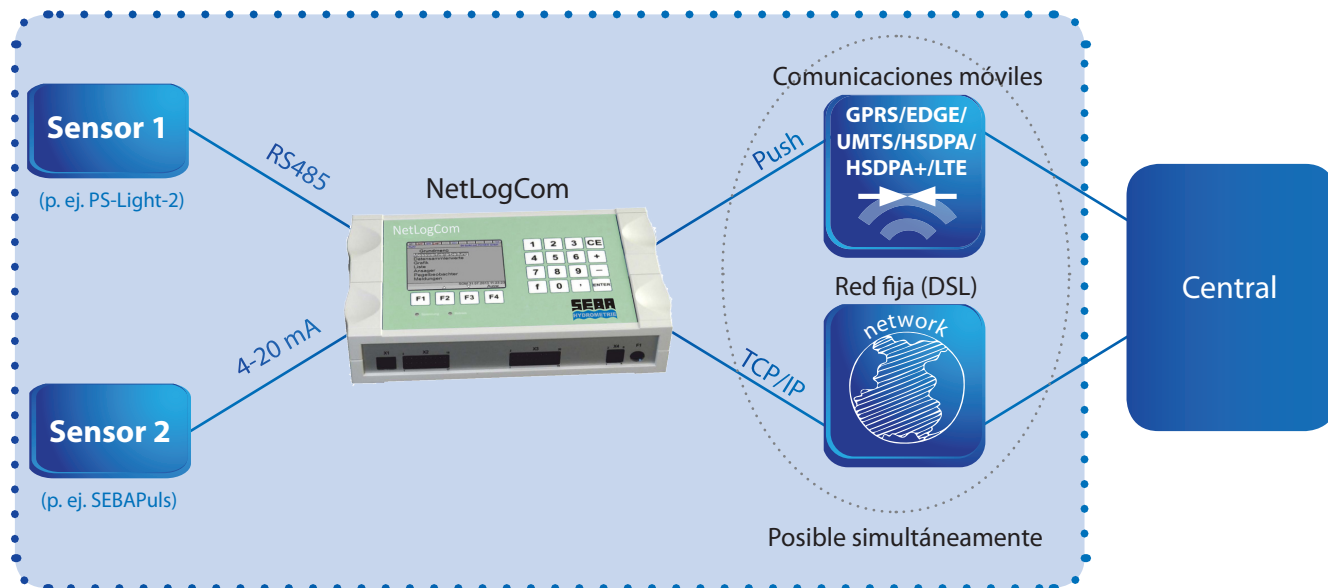 Comunicaciones móviles
Sensor 1
(p. ej. PS-Light-2)
RS485
NetLogCom
Push
GPRS/EDGE/
UMTS/HSDPA/
HSDPA+/LTE
NetLogCom
1 2 3 CE
4 5 6 +
7 8 9 –
f 0 · ENTER
F1 F2 F3 F4
SEBA
HYDROMETRIE
Central
Red fija (DSL)
network
4-20 mA
TCP/IP
Sensor 2
(p. ej. SEBAPuls)
Posible simultáneamente